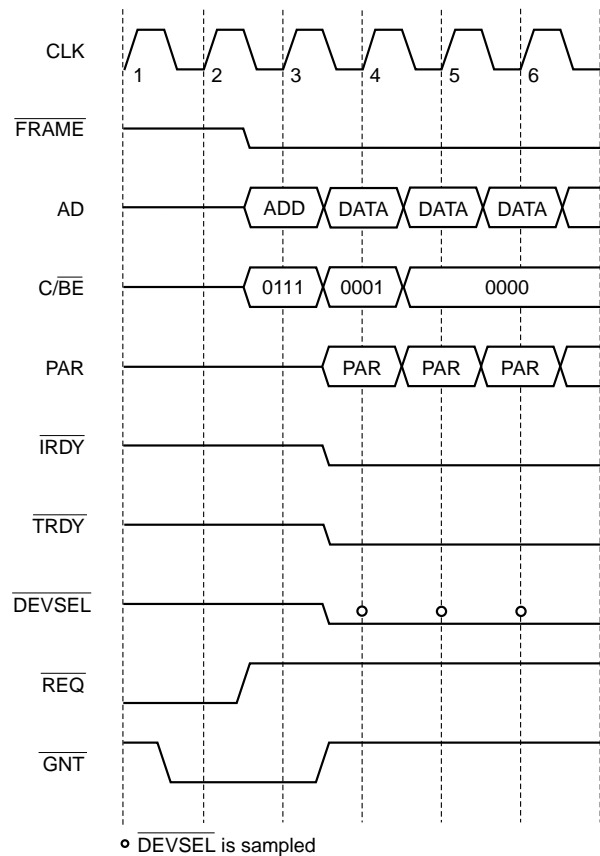 CLK
1 2 3 4 5 6
FRAME
AD ADD DATA DATA DATA
C/BE 0111 0001 0000
PAR PAR PAR PAR
IRDY
TRDY
DEVSEL
REQ
GNT
DEVSEL is sampled